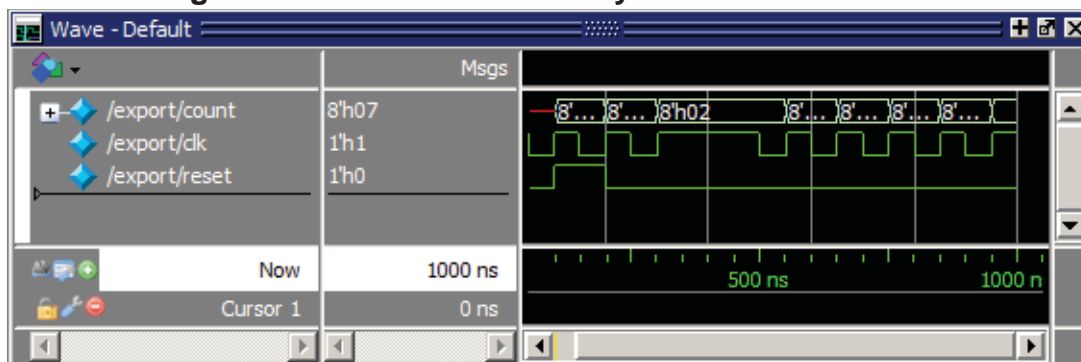 Wave - Default
Msgs
/export/count 8'h07 8'... 8'... 8'h02 8'... 8'... 8'... 8'...
/export/clk 1'h1
/export/reset 1'h0
Now 1000 ns 500 ns 1000 n
Cursor 1 0 ns